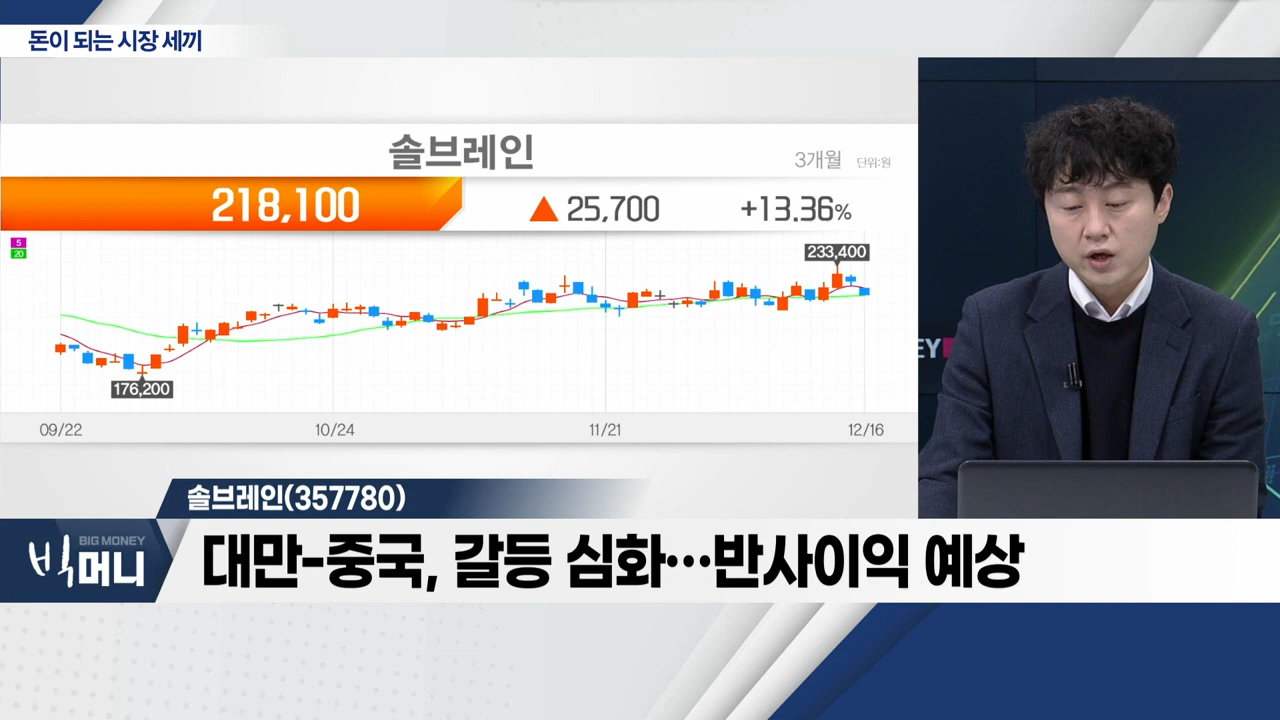 돈이 되는 시장 세끼
솔브레인
3개월 단위:원
218,100 ▲ 25,700 +13.36%
5
20
233,400
176,200
09/22 10/24 11/21 12/16
EY
솔브레인(357780)
BIG MONEY
빅머니
대만-중국, 갈등 심화…반사이익 예상